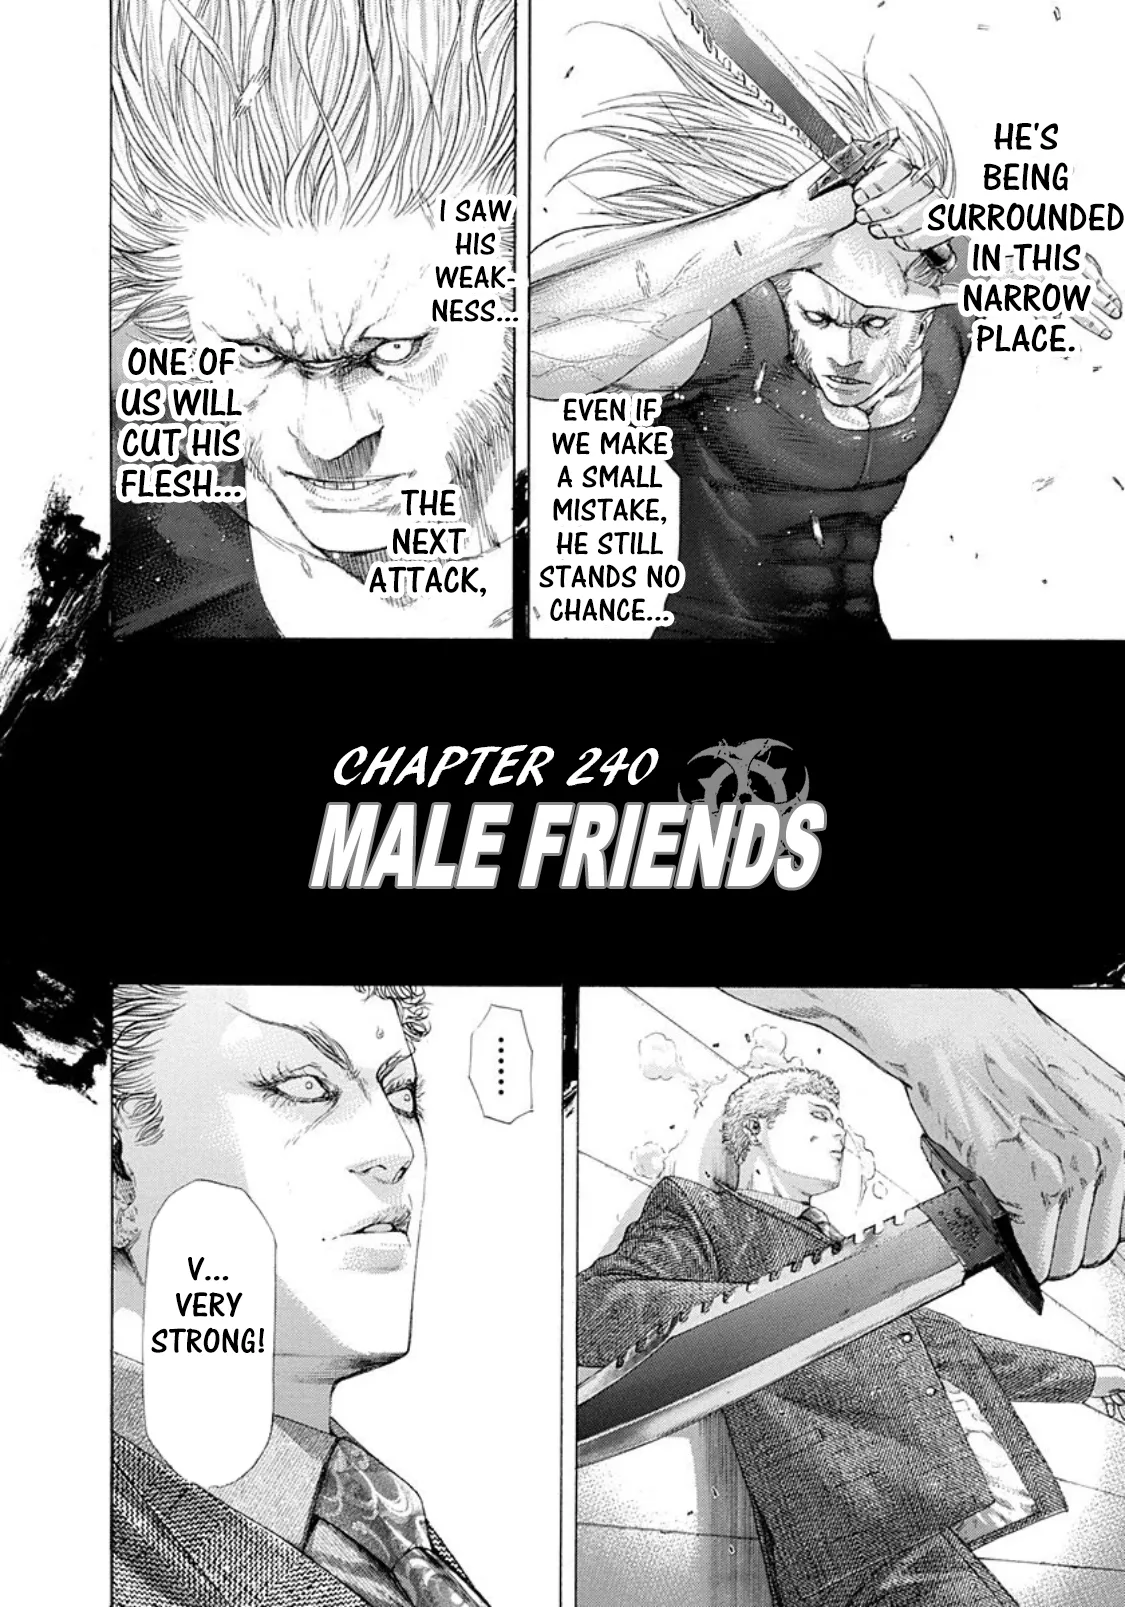 HE'S
BEING
SURROUNDED
IN THIS
NARROW
PLACE.
EVEN IF
WE MAKE
A SMALL
MISTAKE,
HE STILL
STANDS NO
CHANCE...
I SAW
HIS
WEAK-
NESS...
THE
NEXT
ATTACK,
ONE OF
US WILL
CUT HIS
FLESH...
CHAPTER 240
MALE FRIENDS
......
V...
VERY
STRONG!